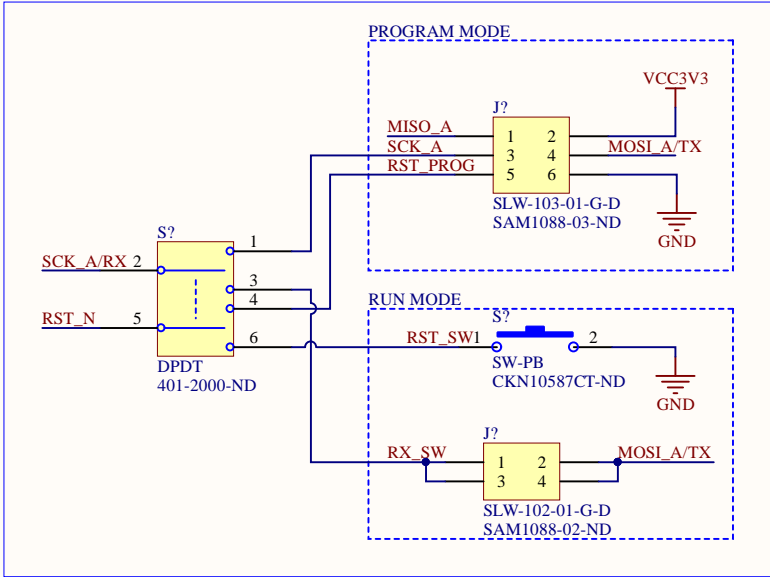 PROGRAM MODE
VCC3V3
J?
MISO_A 1 2
SCK_A 3 4 MOSI_A/TX
RST_PROG 5 6
SLW-103-01-G-D
SAM1088-03-ND
GND
S?
1
SCK_A/RX 2
3
4
RST_N 5
6
DPDT
401-2000-ND
RUN MODE
S?
RST_SW 1 2
SW-PB
CKN10587CT-ND
GND
J?
RX_SW 1 2 MOSI_A/TX
3 4
SLW-102-01-G-D
SAM1088-02-ND